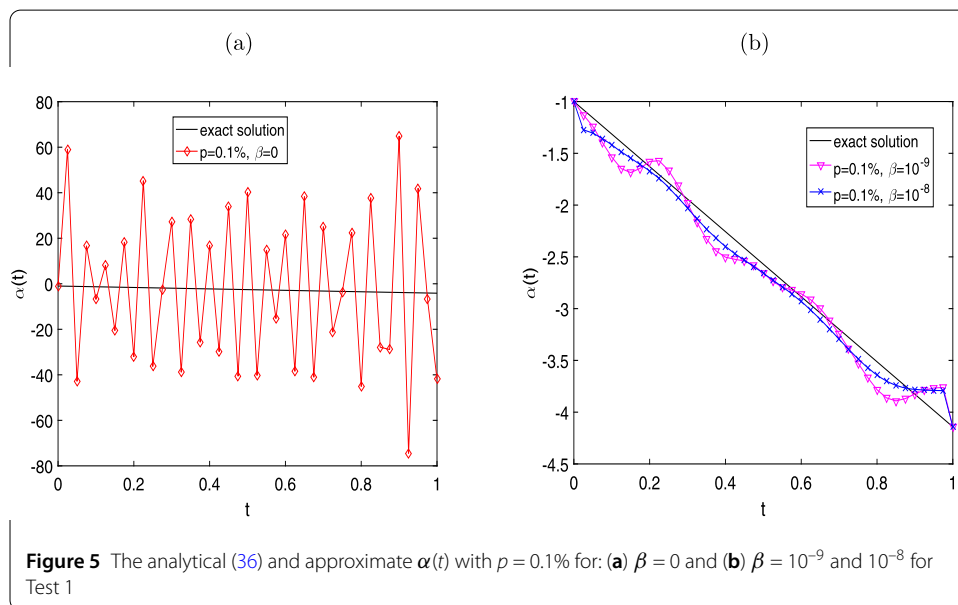 (a)
80
60
40
20
0
-20
-40
-60
-80
α(t)
exact solution
p=0.1%, β=0
0 0.2 0.4 0.6 0.8 1
t
(b)
-1
-1.5
-2
-2.5
-3
-3.5
-4
-4.5
α(t)
exact solution
p=0.1%, β=10⁻⁹
p=0.1%, β=10⁻⁸
0 0.2 0.4 0.6 0.8 1
t
Figure 5 The analytical (36) and approximate α(t) with p = 0.1% for: (a) β = 0 and (b) β = 10⁻⁹ and 10⁻⁸ for
Test 1